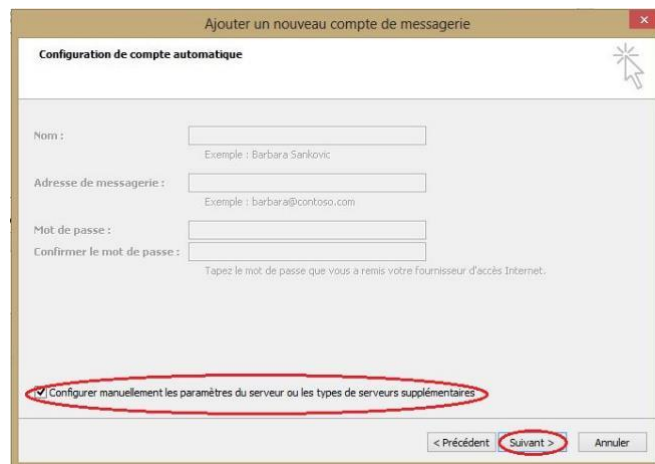 Ajouter un nouveau compte de messagerie
Configuration de compte automatique
Nom :
Exemple : Barbara Sankovic
Adresse de messagerie :
Exemple : barbara@contoso.com
Mot de passe :
Confirmer le mot de passe :
Tapez le mot de passe que vous a remis votre fournisseur d'accès Internet.
Configurer manuellement les paramètres du serveur ou les types de serveurs supplémentaires
< Précédent Suivant > Annuler